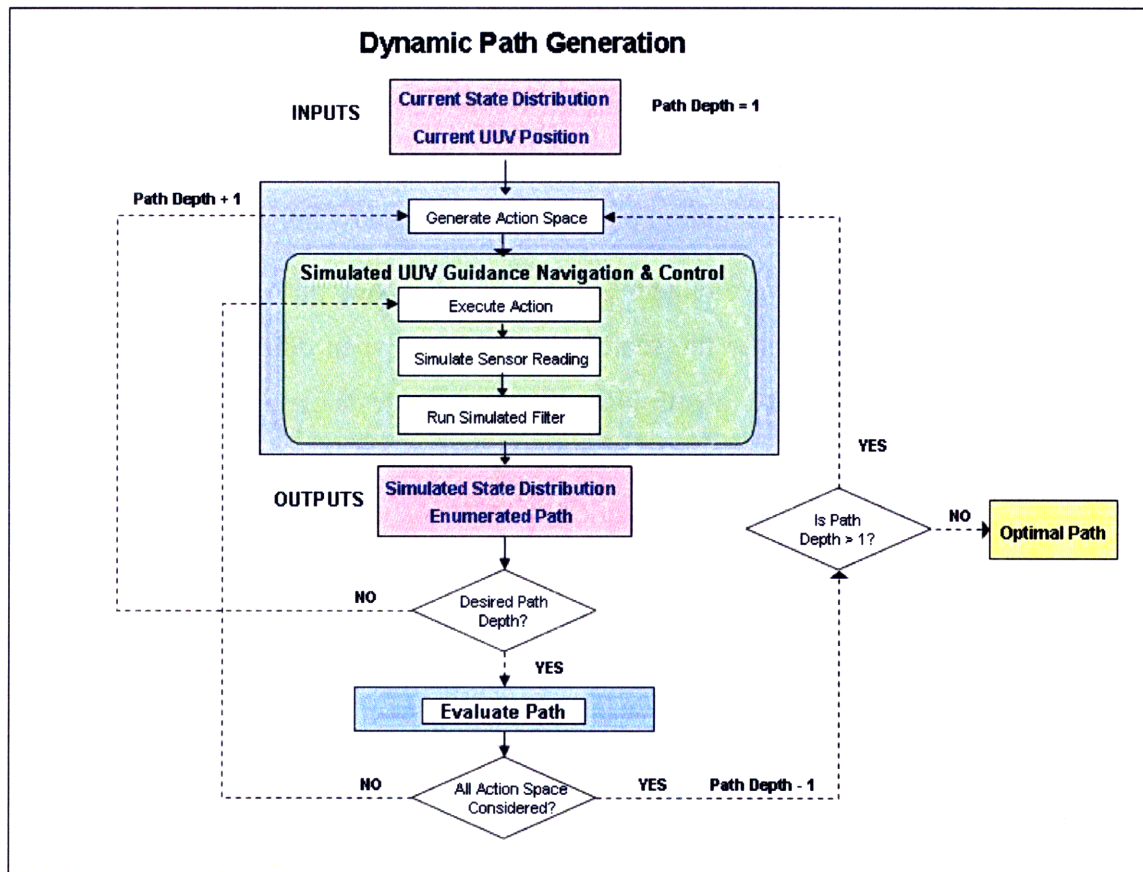 Dynamic Path Generation
INPUTS
Current State Distribution
Current UUV Position
Path Depth = 1
Path Depth + 1
Generate Action Space
Simulated UUV Guidance Navigation & Control
Execute Action
Simulate Sensor Reading
Run Simulated Filter
YES
OUTPUTS
Simulated State Distribution
Enumerated Path
Is Path
Depth > 1?
NO
Optimal Path
NO
Desired Path
Depth?
YES
Evaluate Path
NO
All Action Space
Considered?
YES
Path Depth - 1